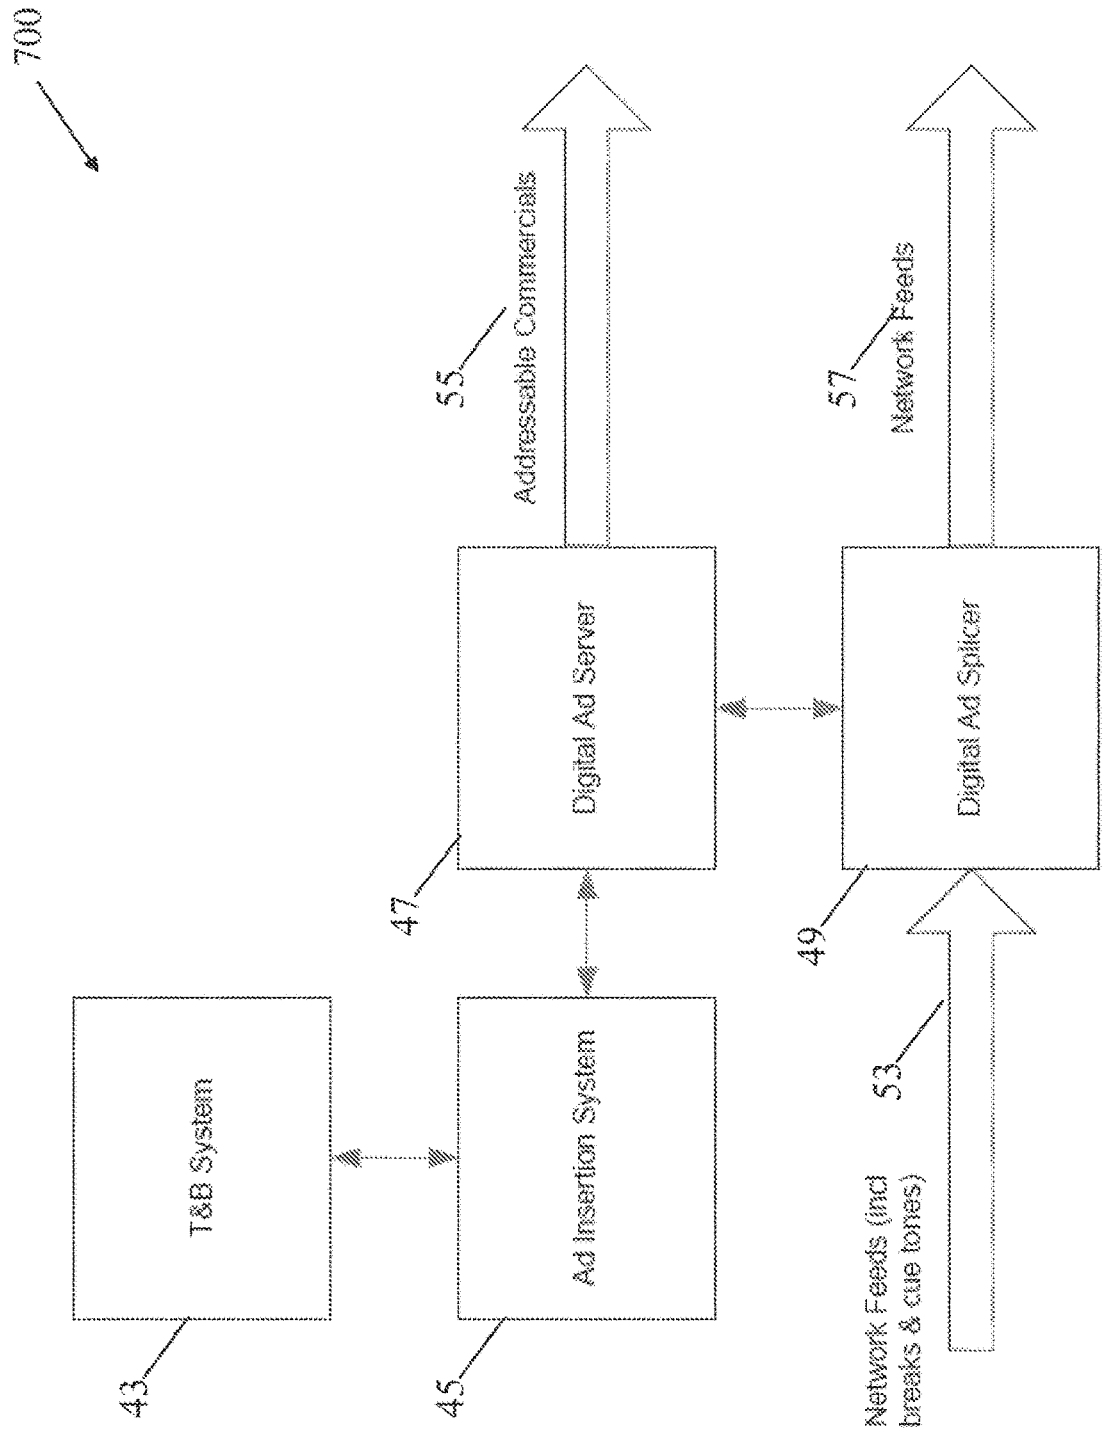 700
43
T&B System
45
Ad Insertion System
47
Digital Ad Server
55
Addressable Commercials
Network Feeds (incl
breaks & cue tones)
53
49
Digital Ad Splicer
57
Network Feeds